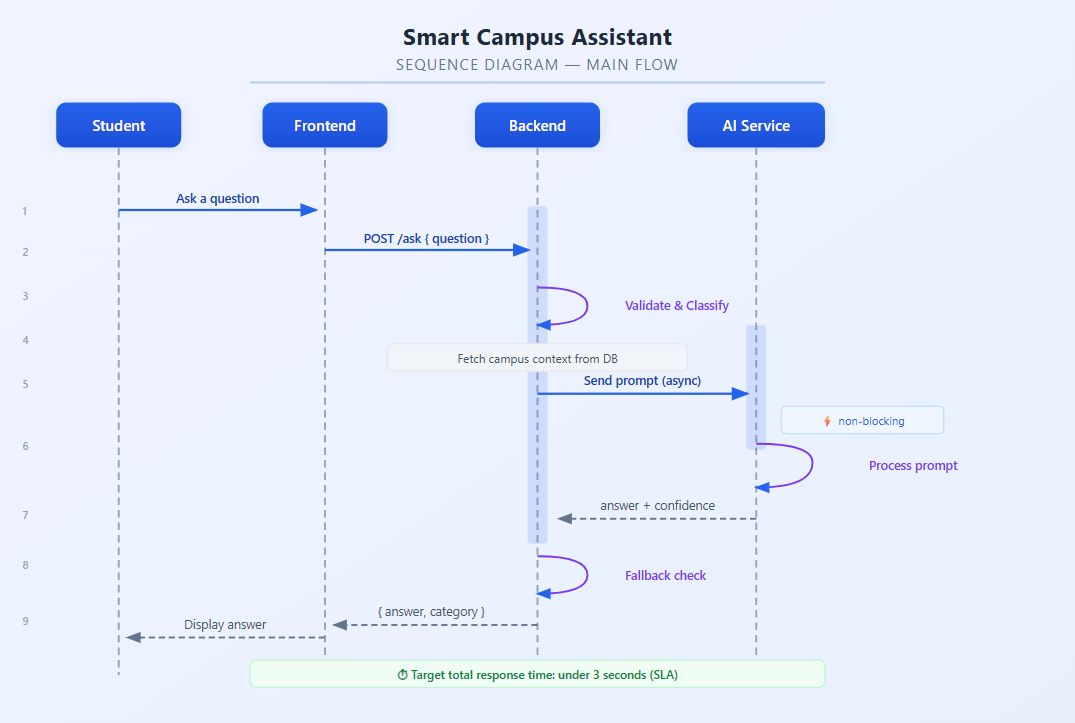 Smart Campus Assistant
SEQUENCE DIAGRAM — MAIN FLOW
Student
Frontend
Backend
AI Service
Ask a question
1
POST /ask { question }
2
3
Validate & Classify
4
Fetch campus context from DB
5
Send prompt (async)
⚡ non-blocking
6
Process prompt
answer + confidence
7
8
Fallback check
{ answer, category }
9
Display answer
⏱ Target total response time: under 3 seconds (SLA)